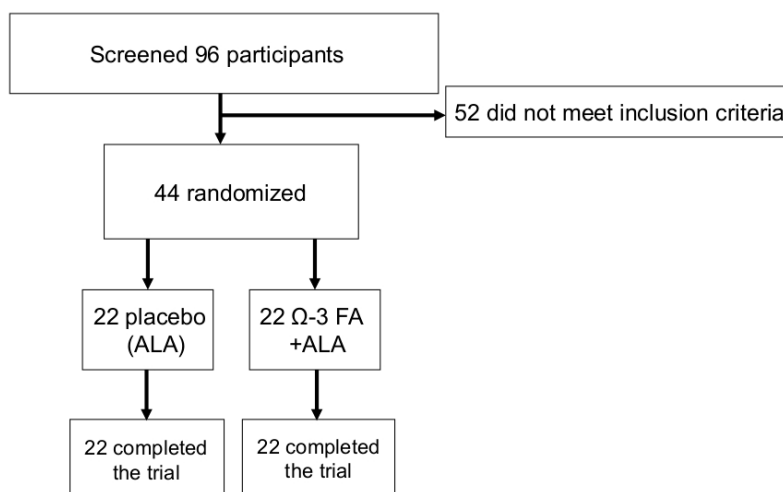 Screened 96 participants
52 did not meet inclusion criteria
44 randomized
22 placebo
(ALA)
22 Ω-3 FA
+ALA
22 completed
the trial
22 completed
the trial